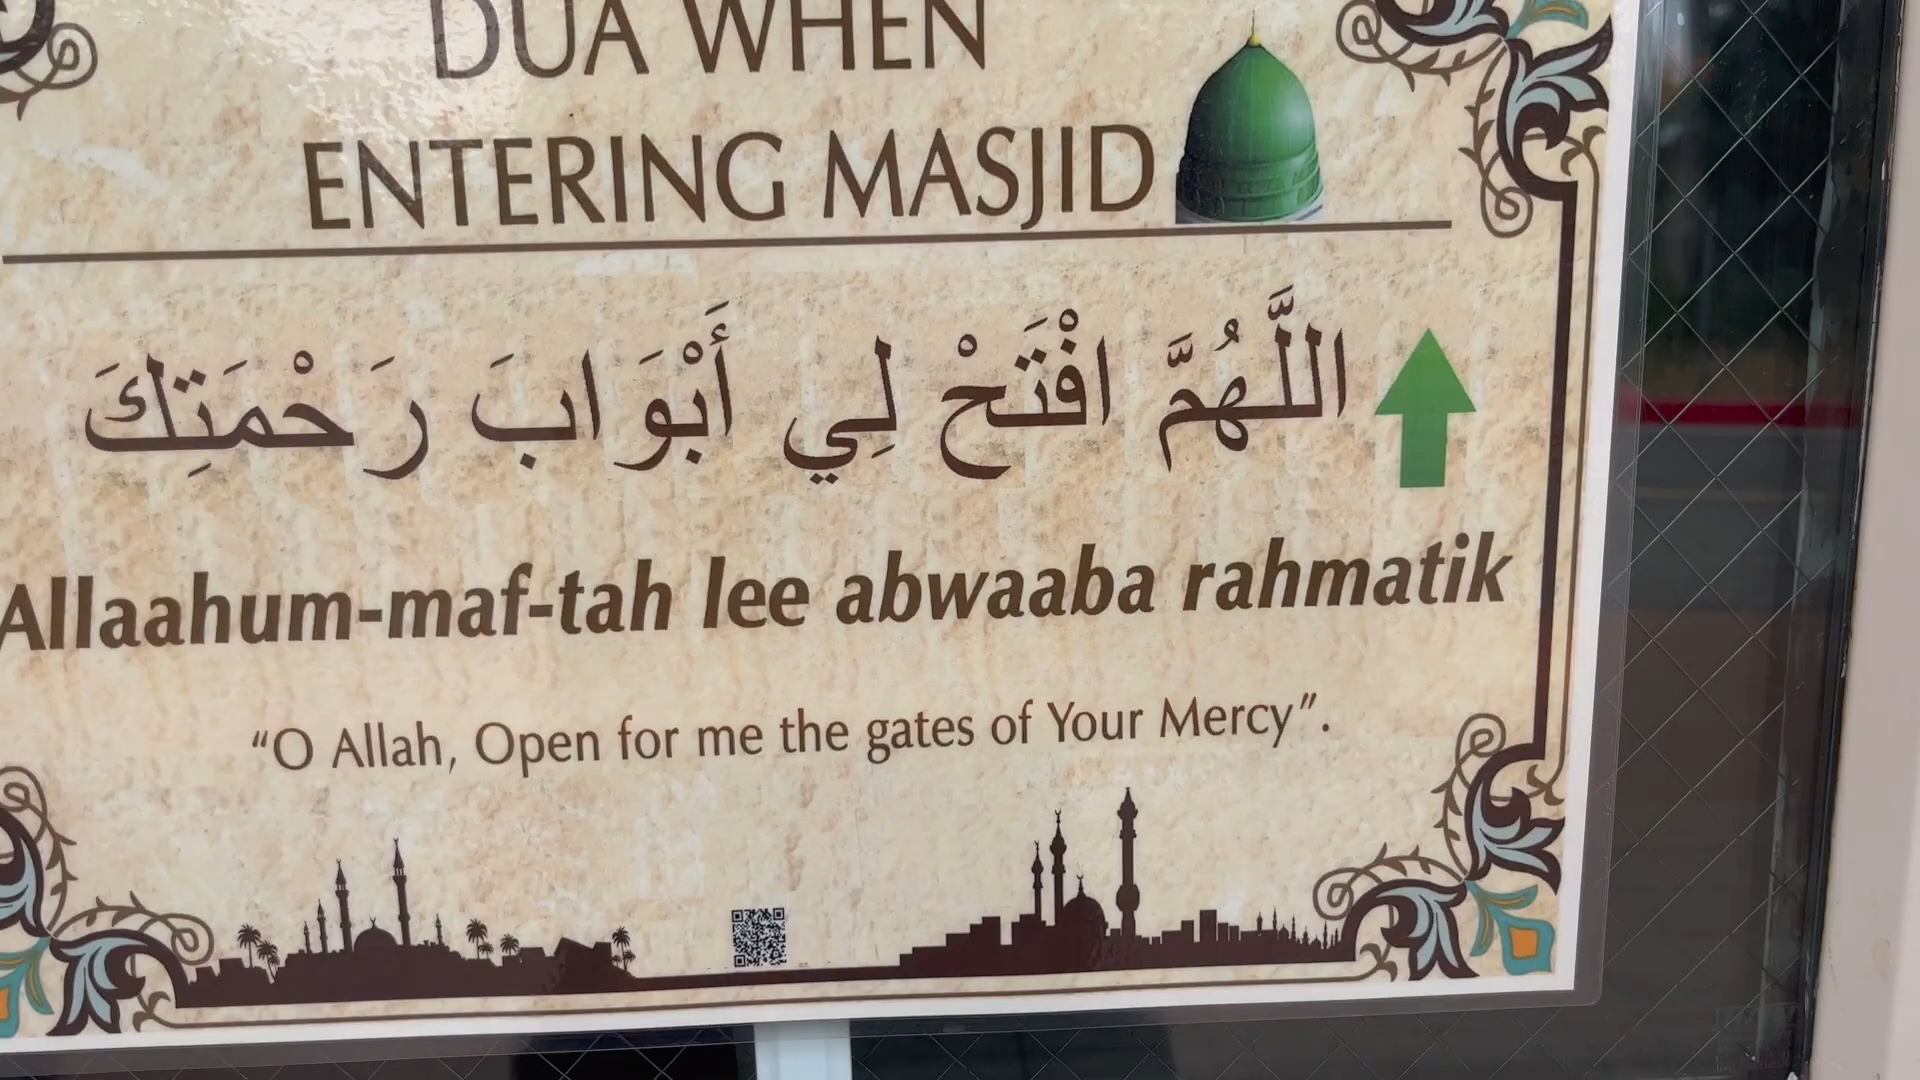 DUA WHEN
ENTERING MASJID
اللَّهُمَّ افْتَحْ لِي أَبْوَابَ رَحْمَتِكَ
Allaahum-maf-tah lee abwaaba rahmatik
“O Allah, Open for me the gates of Your Mercy”.